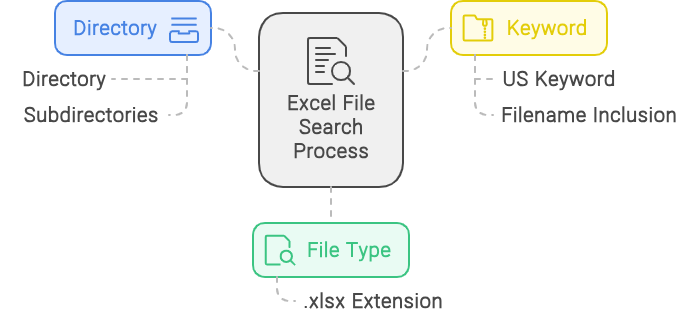 Directory
Directory
Subdirectories
Excel File
Search
Process
Keyword
US Keyword
Filename Inclusion
File Type
.xlsx Extension